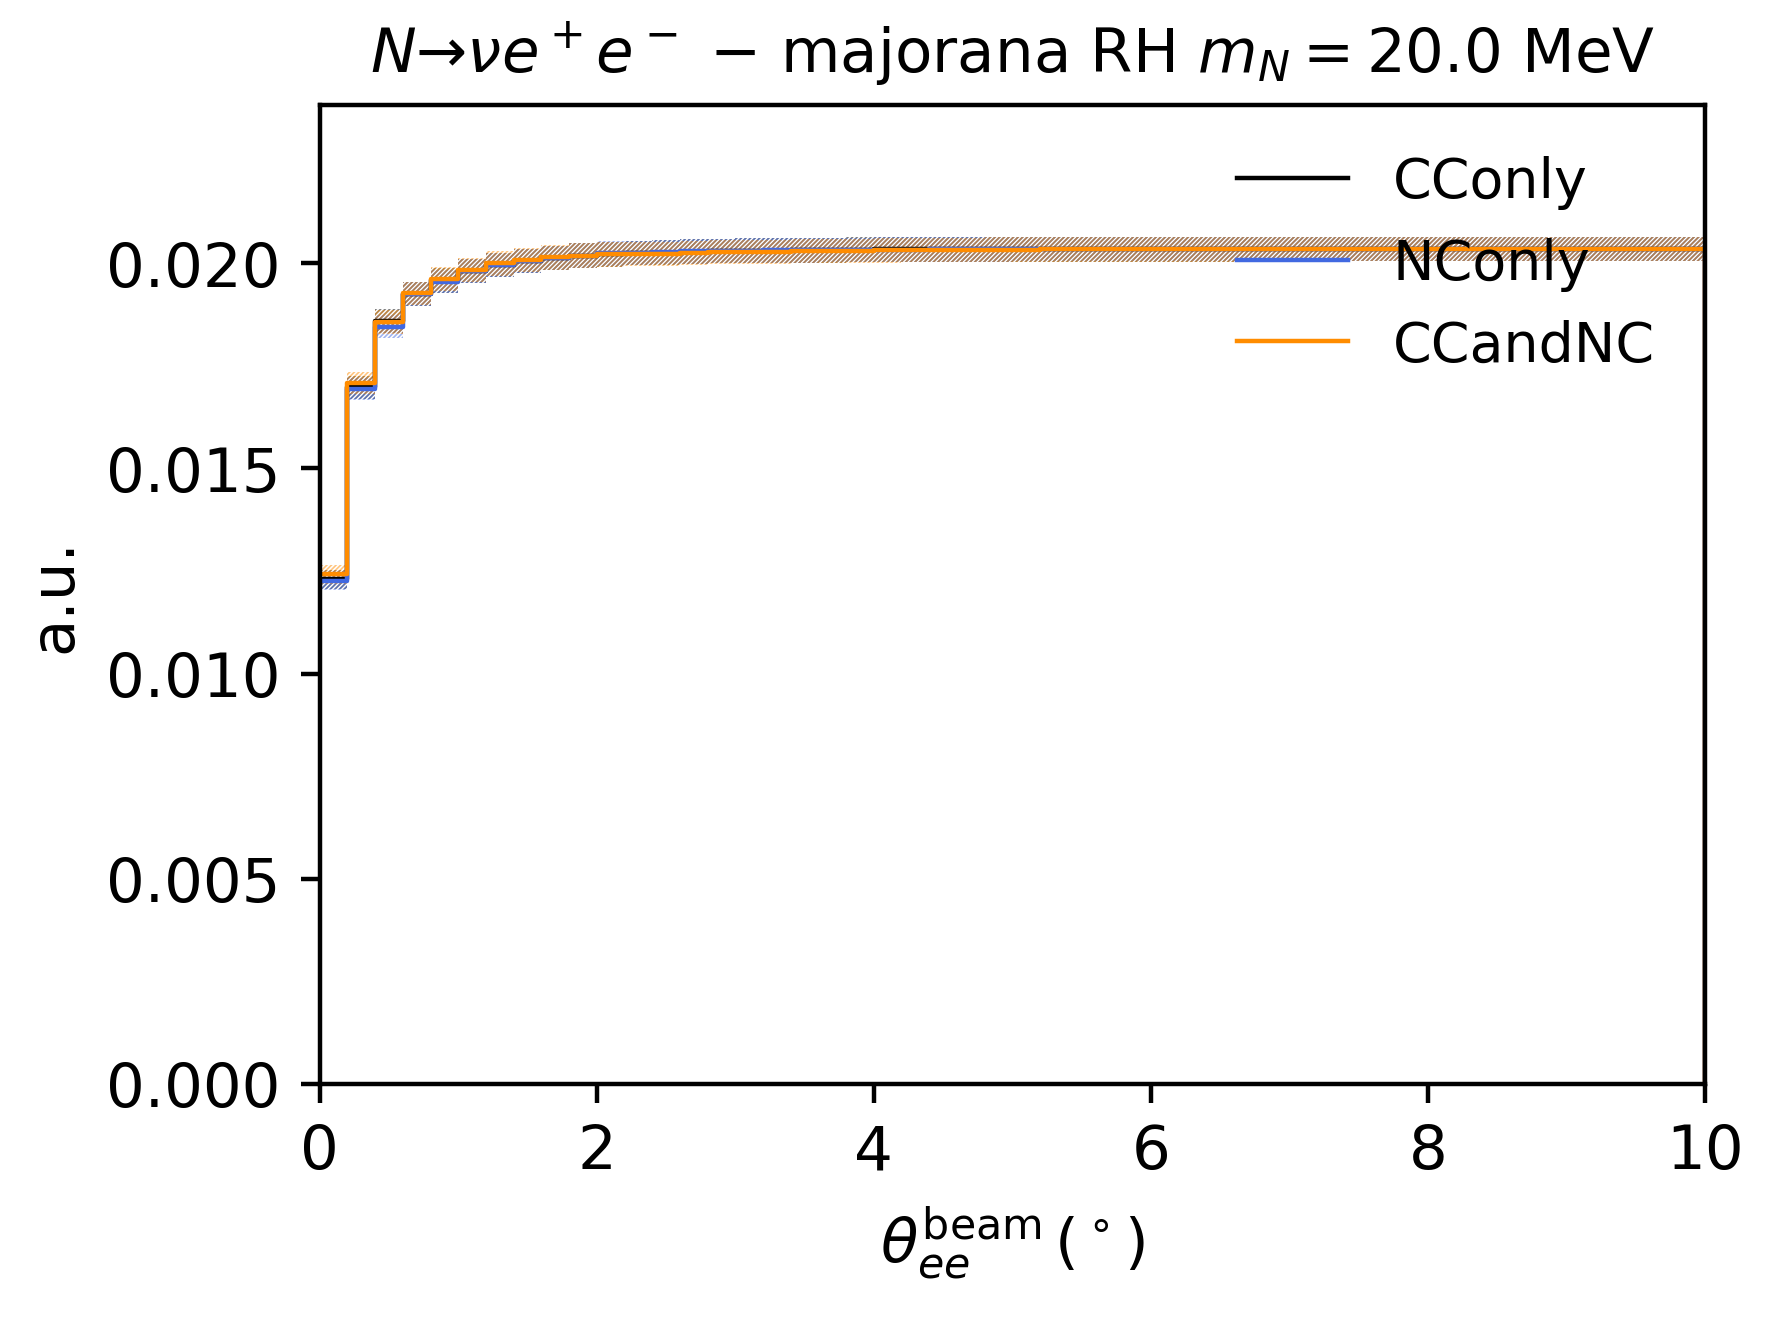 N→νe⁺e⁻ − majorana RH m_N = 20.0 MeV
CConly
NConly
CCandNC
0.020
0.015
0.010
0.005
0.000
a.u.
0 2 4 6 8 10
θ_ee^beam (°)